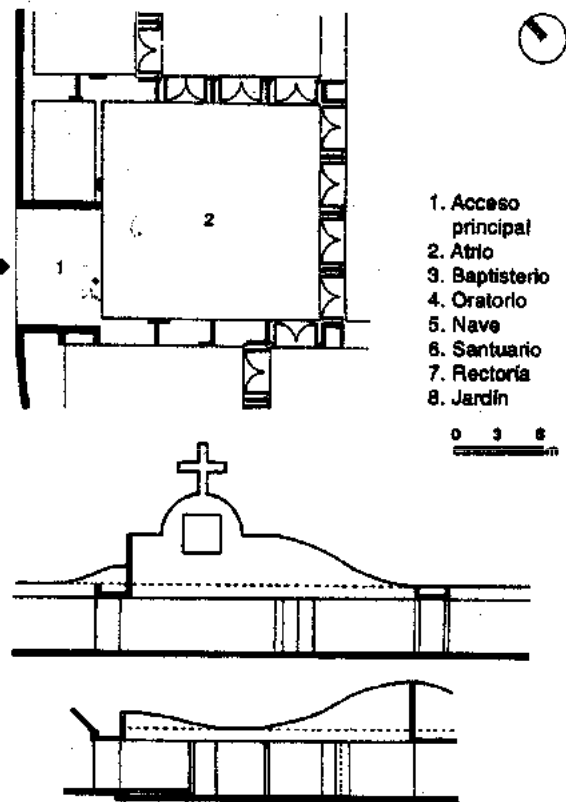 1
2
1. Acceso
principal
2. Atrio
3. Baptisterio
4. Oratorio
5. Nave
6. Santuario
7. Rectoría
8. Jardín
0 3 6
m